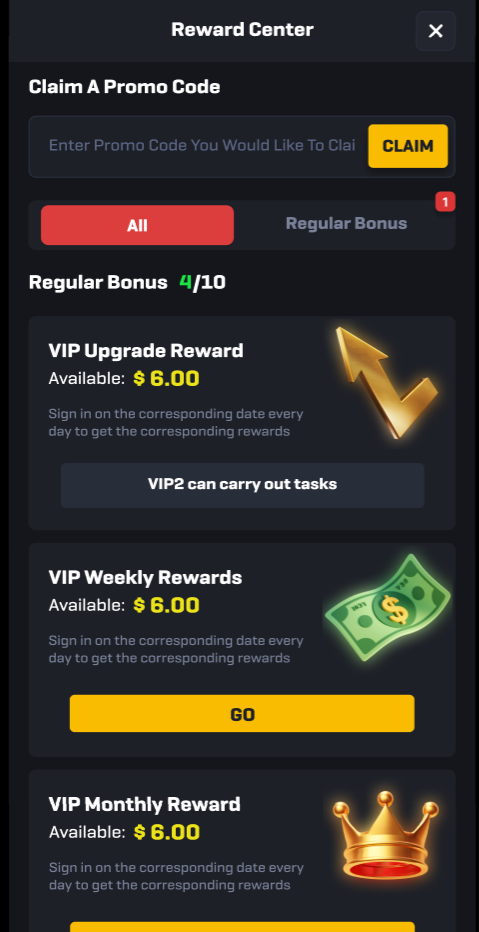 Reward Center
Claim A Promo Code
Enter Promo Code You Would Like To Clai
CLAIM
1
All
Regular Bonus
Regular Bonus 4/10
VIP Upgrade Reward
Available: $ 6.00
Sign in on the corresponding date every
day to get the corresponding rewards
VIP2 can carry out tasks
VIP Weekly Rewards
Available: $ 6.00
Sign in on the corresponding date every
day to get the corresponding rewards
GO
VIP Monthly Reward
Available: $ 6.00
Sign in on the corresponding date every
day to get the corresponding rewards